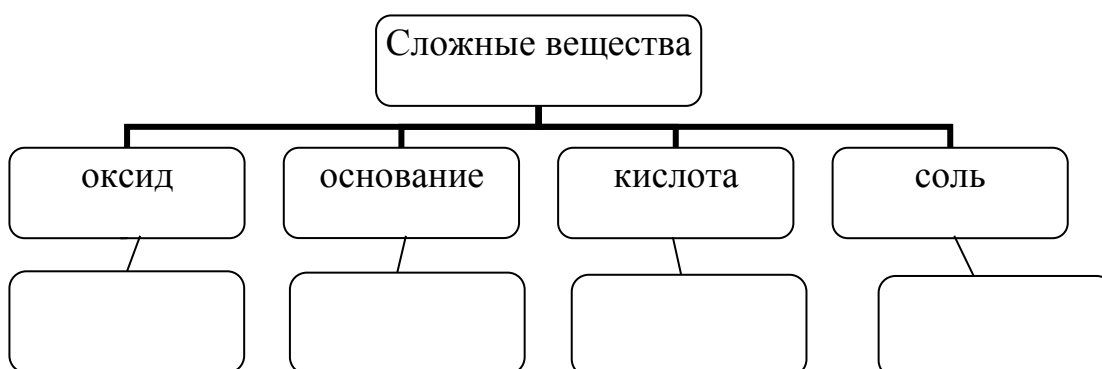 Сложные вещества
оксид
основание
кислота
соль